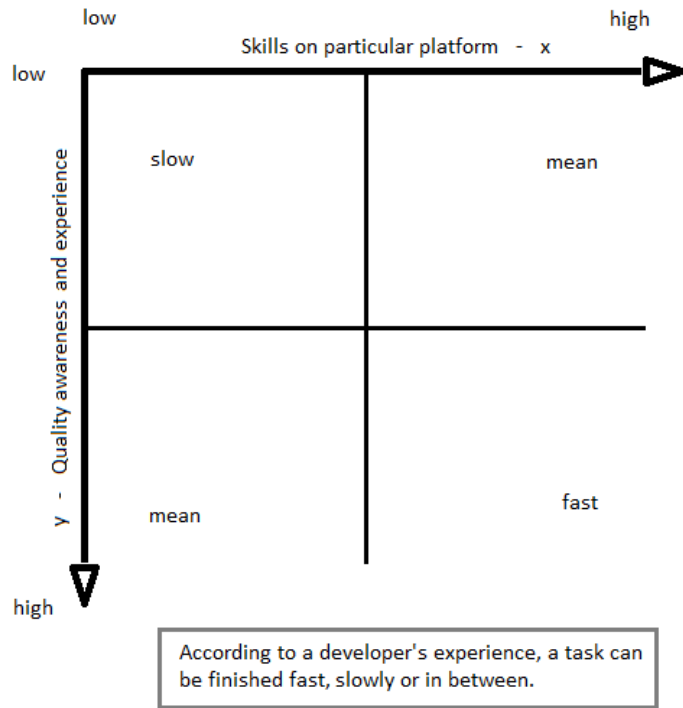 low
high
Skills on particular platform - x
low
slow
mean
y - Quality awareness and experience
mean
fast
high
According to a developer's experience, a task can
be finished fast, slowly or in between.